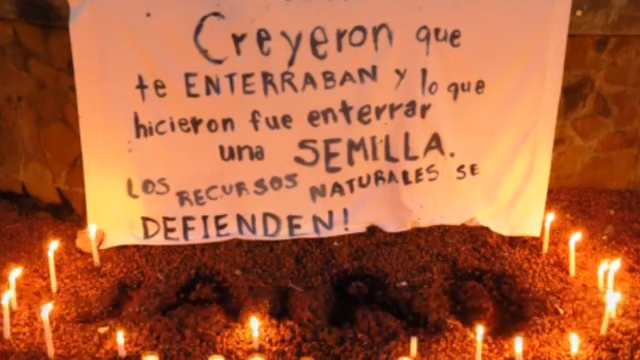 Creyeron que
te ENTERRABAN y lo que
hicieron fue enterrar
una SEMILLA.
LOS RECURSOS NATURALES SE
DEFIENDEN!